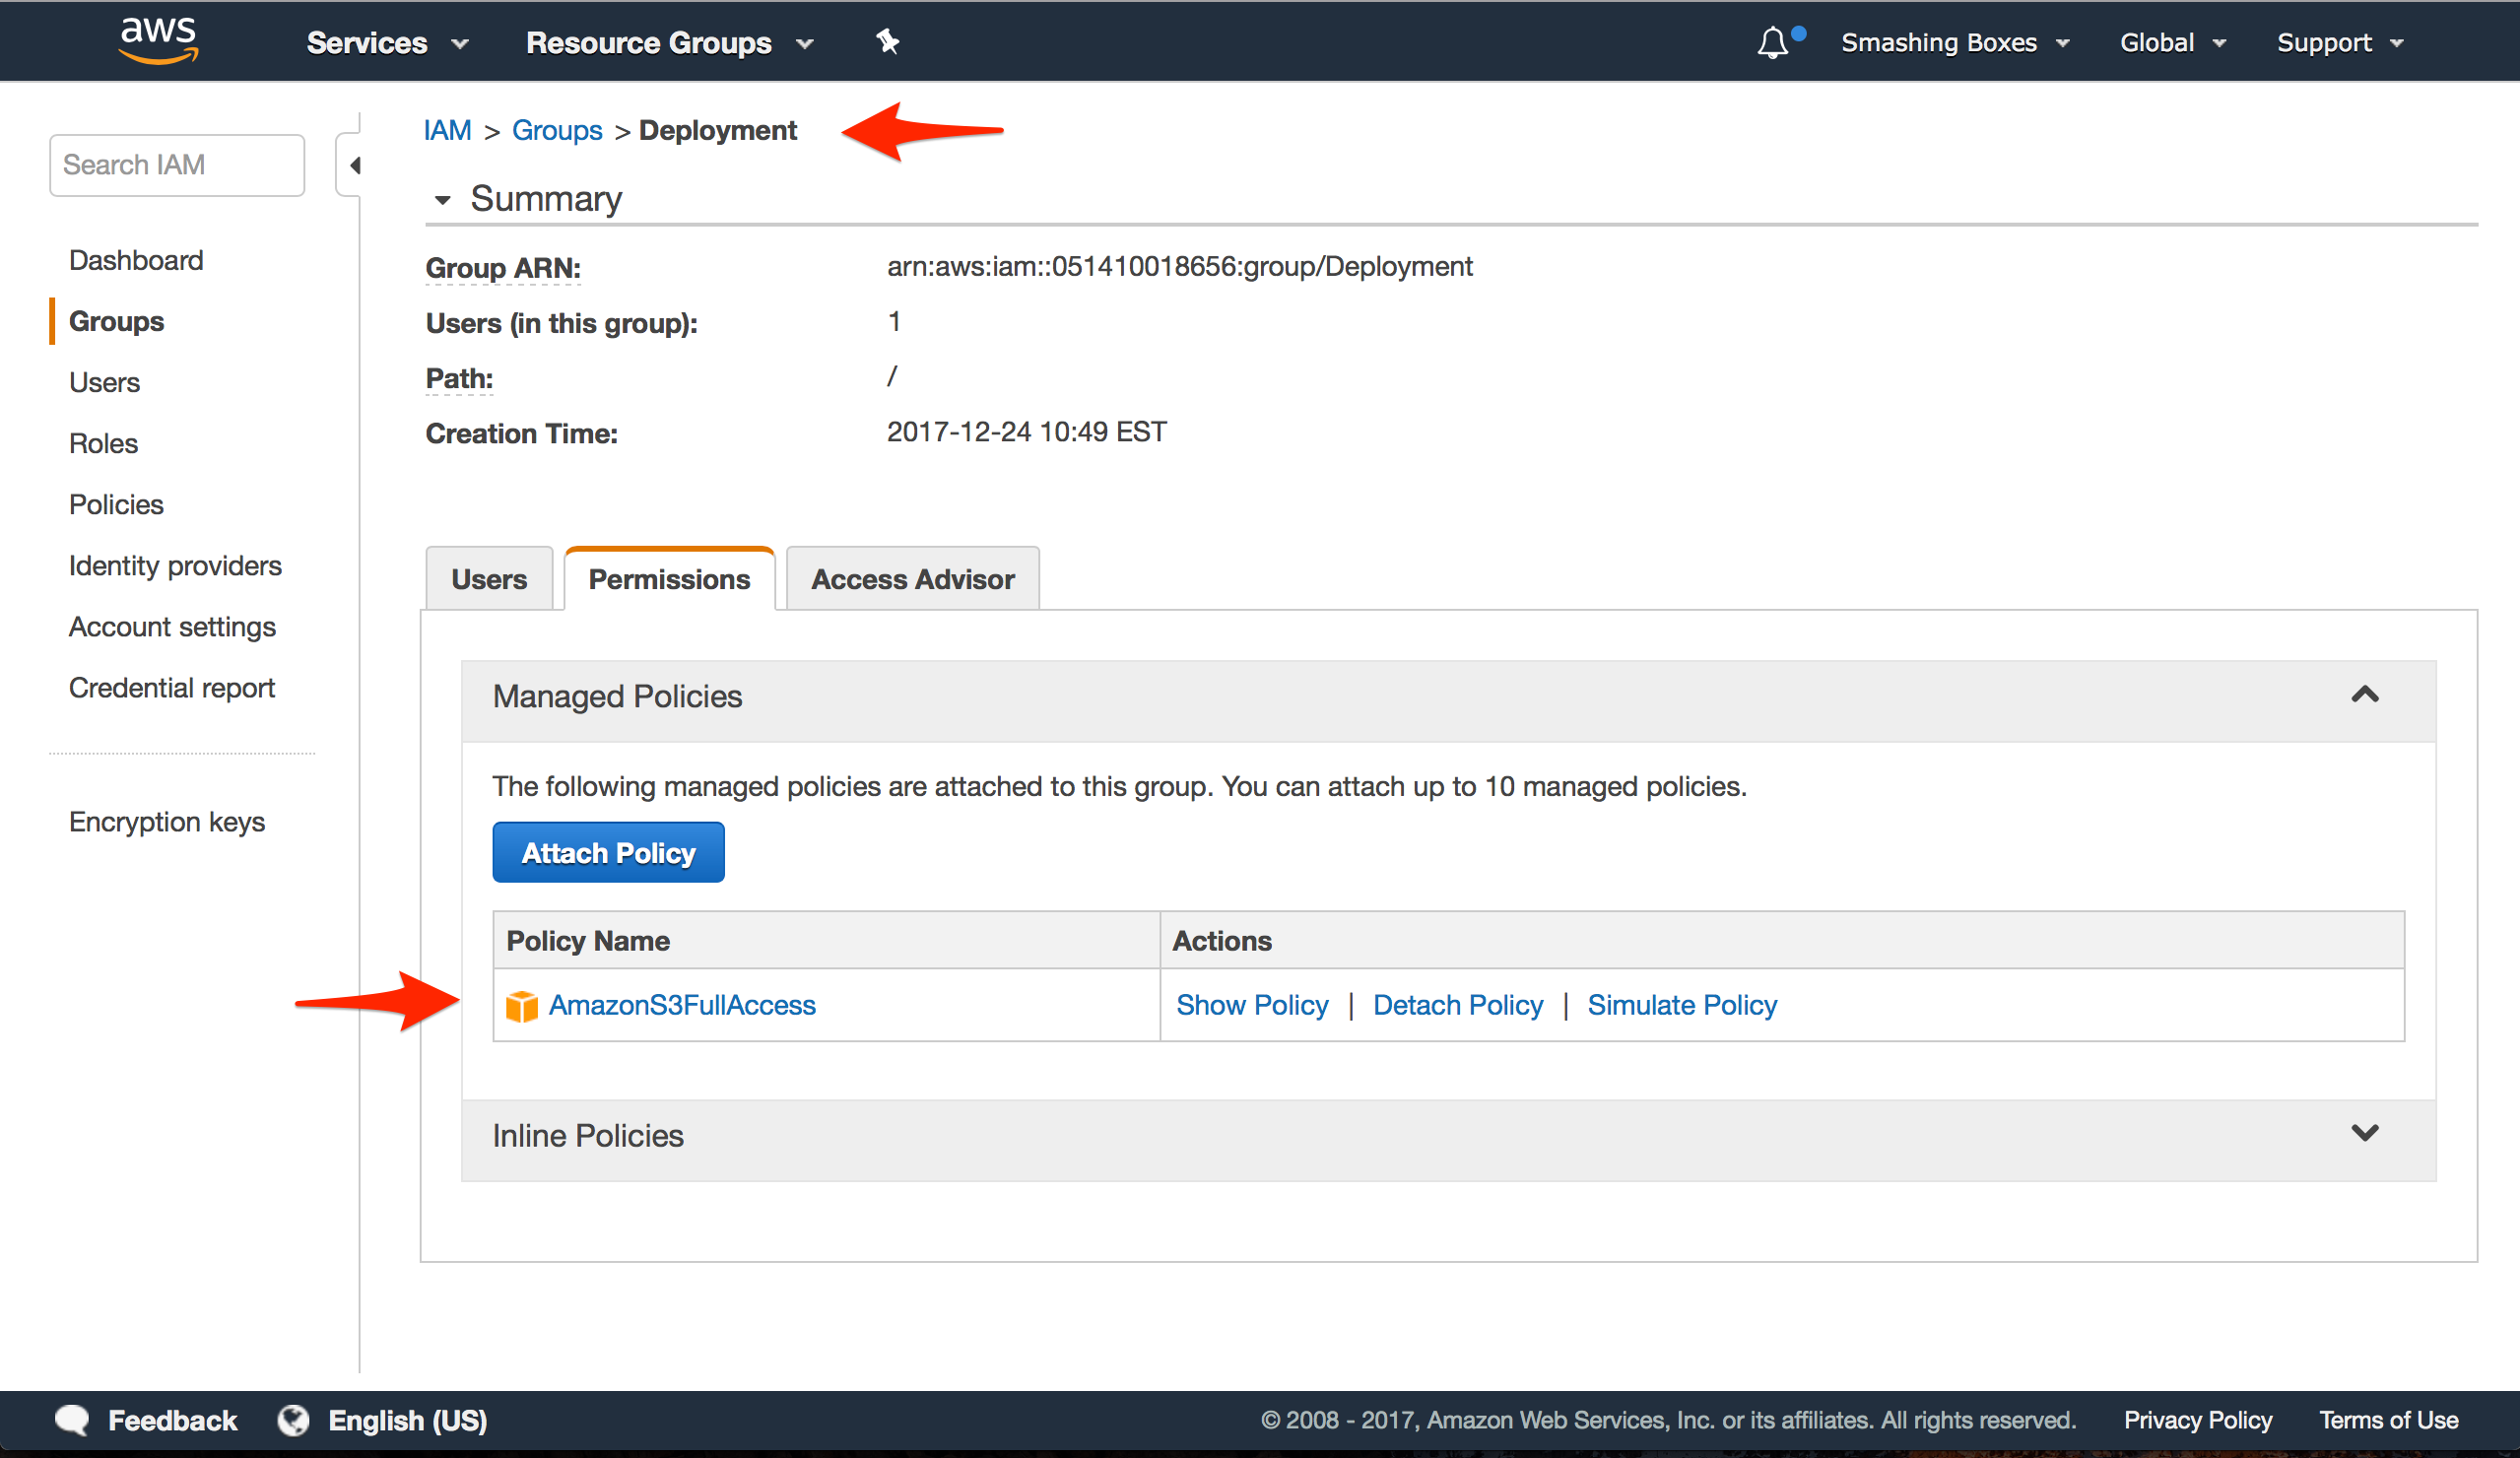 aws Services Resource Groups Smashing Boxes Global Support
Search IAM
Dashboard
Groups
Users
Roles
Policies
Identity providers
Account settings
Credential report
Encryption keys
IAM > Groups > Deployment
Summary
Group ARN: arn:aws:iam::051410018656:group/Deployment
Users (in this group): 1
Path: /
Creation Time: 2017-12-24 10:49 EST
Users Permissions Access Advisor
Managed Policies
The following managed policies are attached to this group. You can attach up to 10 managed policies.
Attach Policy
Policy Name Actions
AmazonS3FullAccess Show Policy | Detach Policy | Simulate Policy
Inline Policies
Feedback English (US) © 2008 - 2017, Amazon Web Services, Inc. or its affiliates. All rights reserved. Privacy Policy Terms of Use